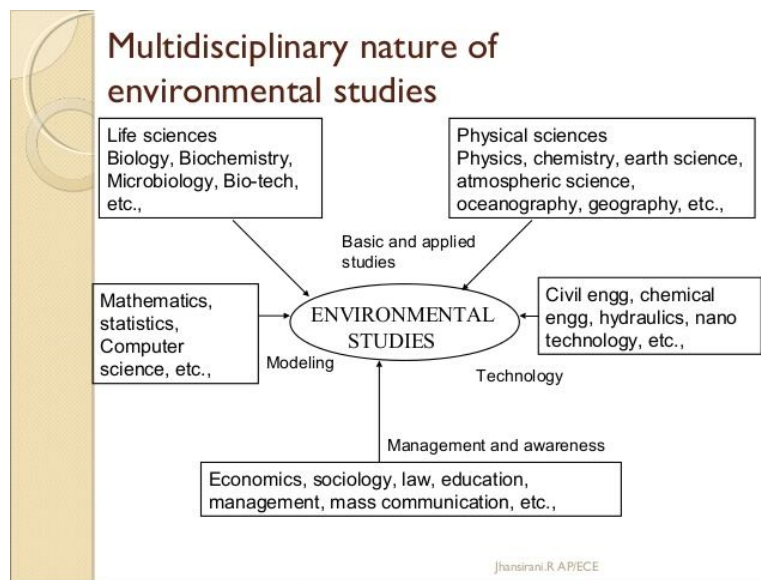 Multidisciplinary nature of
environmental studies
Life sciences
Biology, Biochemistry,
Microbiology, Bio-tech,
etc.,
Physical sciences
Physics, chemistry, earth science,
atmospheric science,
oceanography, geography, etc.,
Basic and applied
studies
Mathematics,
statistics,
Computer
science, etc.,
ENVIRONMENTAL
STUDIES
Civil engg, chemical
engg, hydraulics, nano
technology, etc.,
Modeling
Technology
Management and awareness
Economics, sociology, law, education,
management, mass communication, etc.,
Jhansirani.R AP/ECE